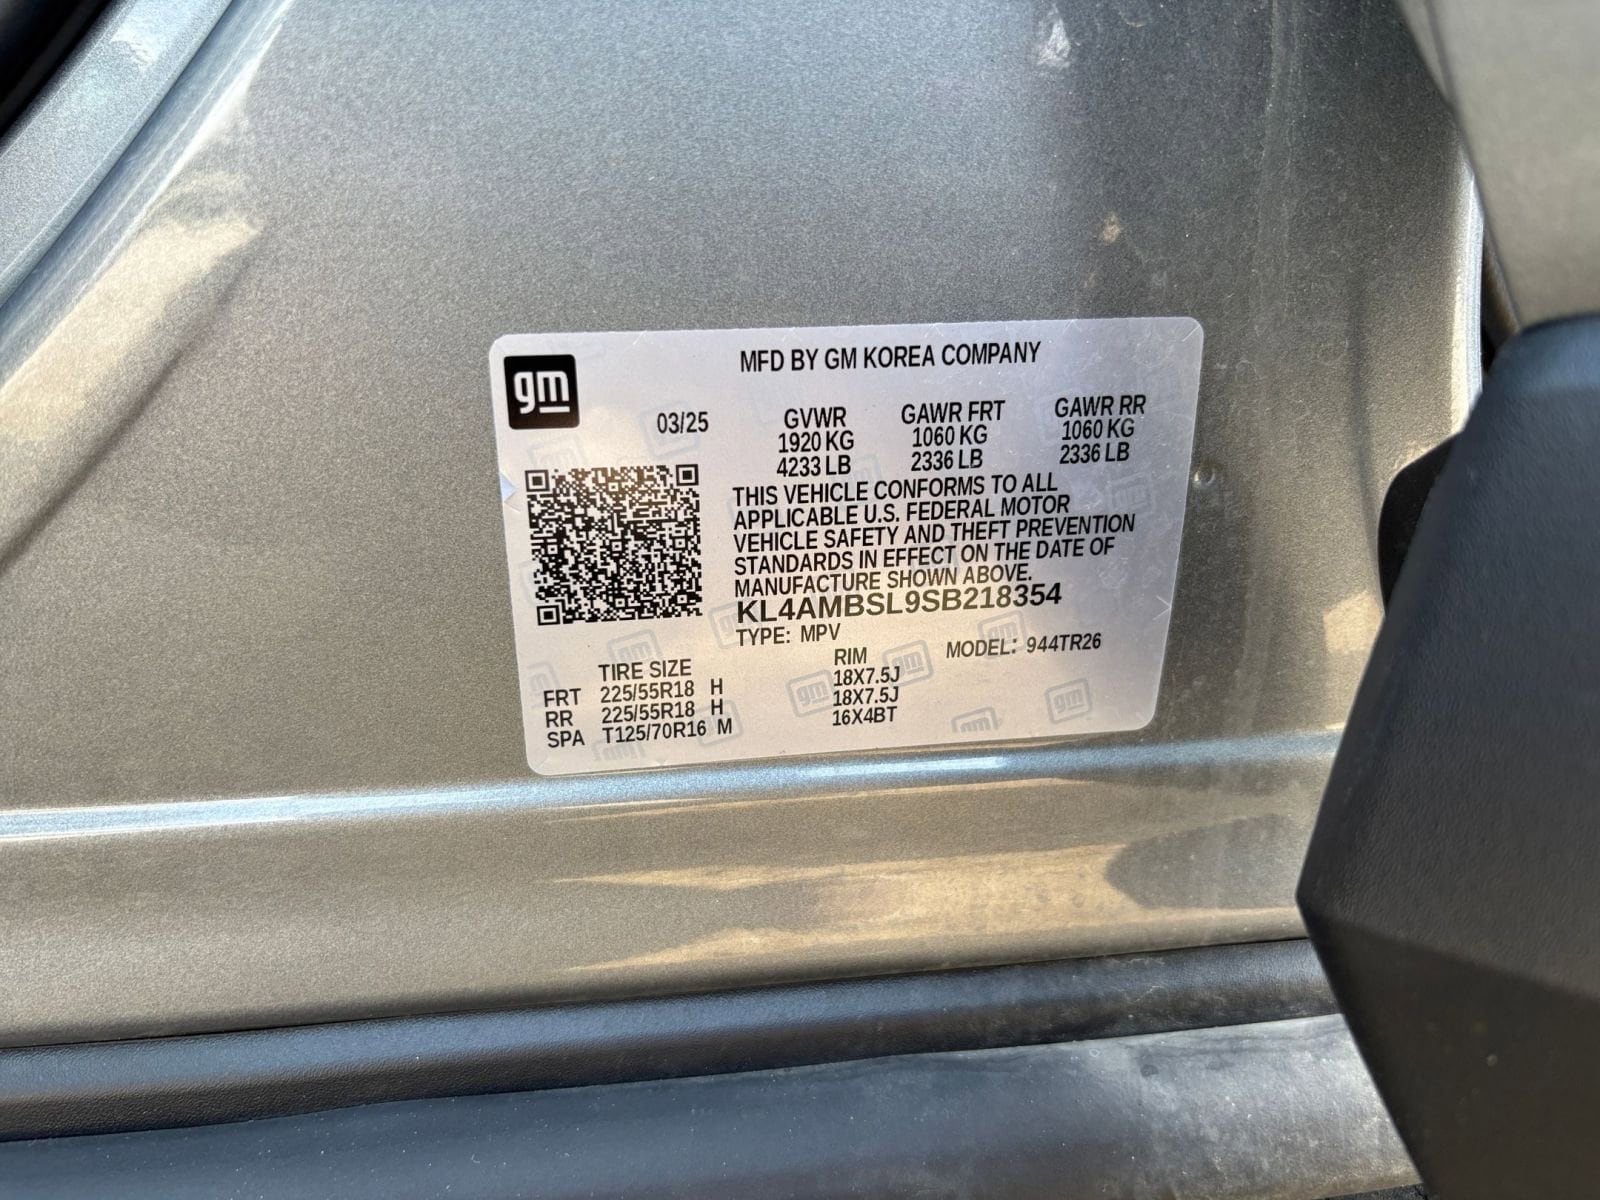 gm
MFD BY GM KOREA COMPANY
03/25 GVWR GAWR FRT GAWR RR
1920 KG 1060 KG 1060 KG
4233 LB 2336 LB 2336 LB
THIS VEHICLE CONFORMS TO ALL
APPLICABLE U.S. FEDERAL MOTOR
VEHICLE SAFETY AND THEFT PREVENTION
STANDARDS IN EFFECT ON THE DATE OF
MANUFACTURE SHOWN ABOVE.
KL4AMBSL9SB218354
TYPE: MPV MODEL: 944TR26
TIRE SIZE RIM
FRT 225/55R18 H 18X7.5J
RR 225/55R18 H 18X7.5J
SPA T125/70R16 M 16X4BT